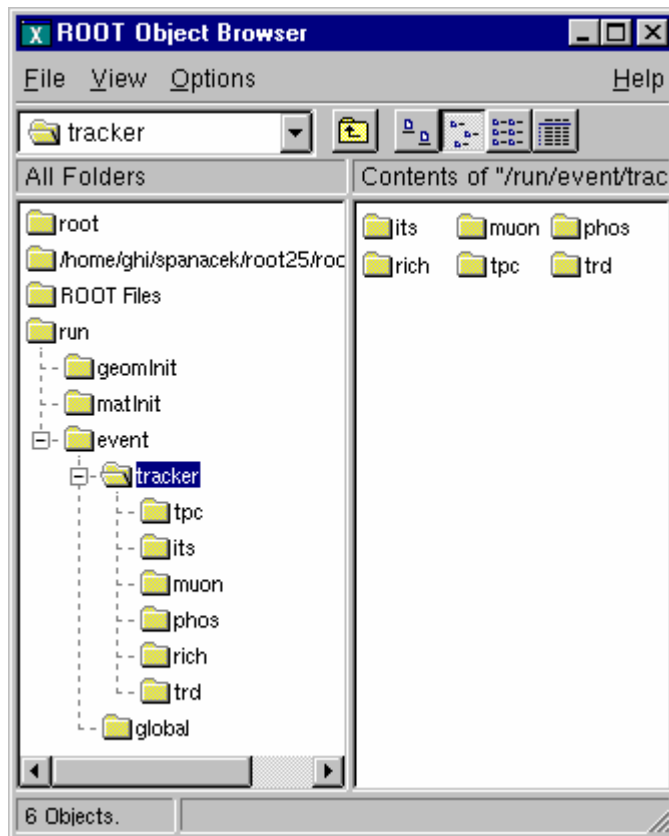 ROOT Object Browser
File View Options Help
tracker
All Folders
Contents of "/run/event/trac
root
/home/ghi/spanacek/root25/roc
ROOT Files
run
geomInit
matInit
event
tracker
tpc
its
muon
phos
rich
trd
global
its muon phos
rich tpc trd
6 Objects.